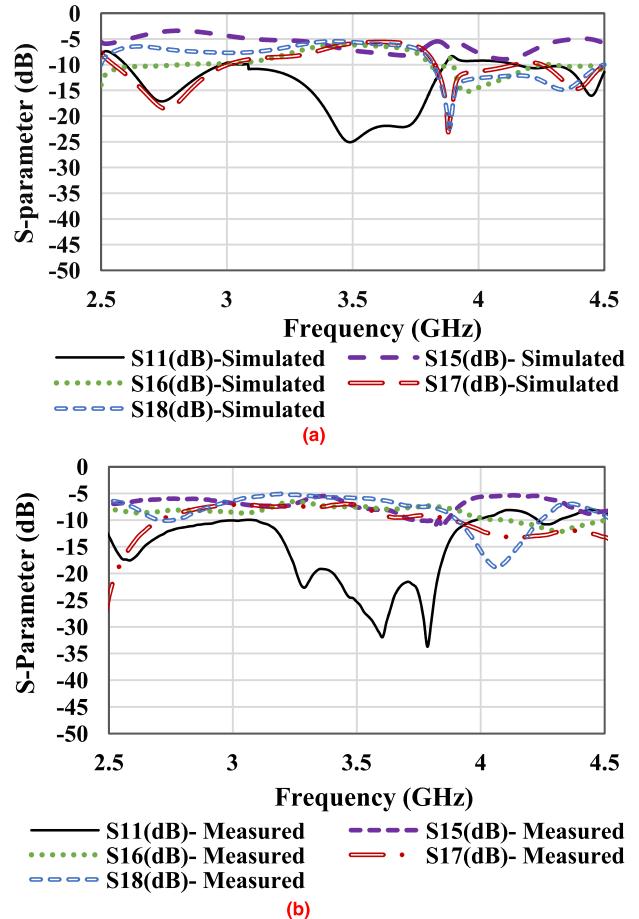 0
-5
-10
-15
-20
-25
-30
-35
-40
-45
-50
S-parameter (dB)
2.5 3 3.5 4 4.5
Frequency (GHz)
S11(dB)-Simulated S15(dB)- Simulated
S16(dB)-Simulated S17(dB)-Simulated
S18(dB)-Simulated
(a)
0
-5
-10
-15
-20
-25
-30
-35
-40
-45
-50
S-Parameter (dB)
2.5 3 3.5 4 4.5
Frequency (GHz)
S11(dB)- Measured S15(dB)- Measured
S16(dB)- Measured S17(dB)- Measured
S18(dB)- Measured
(b)